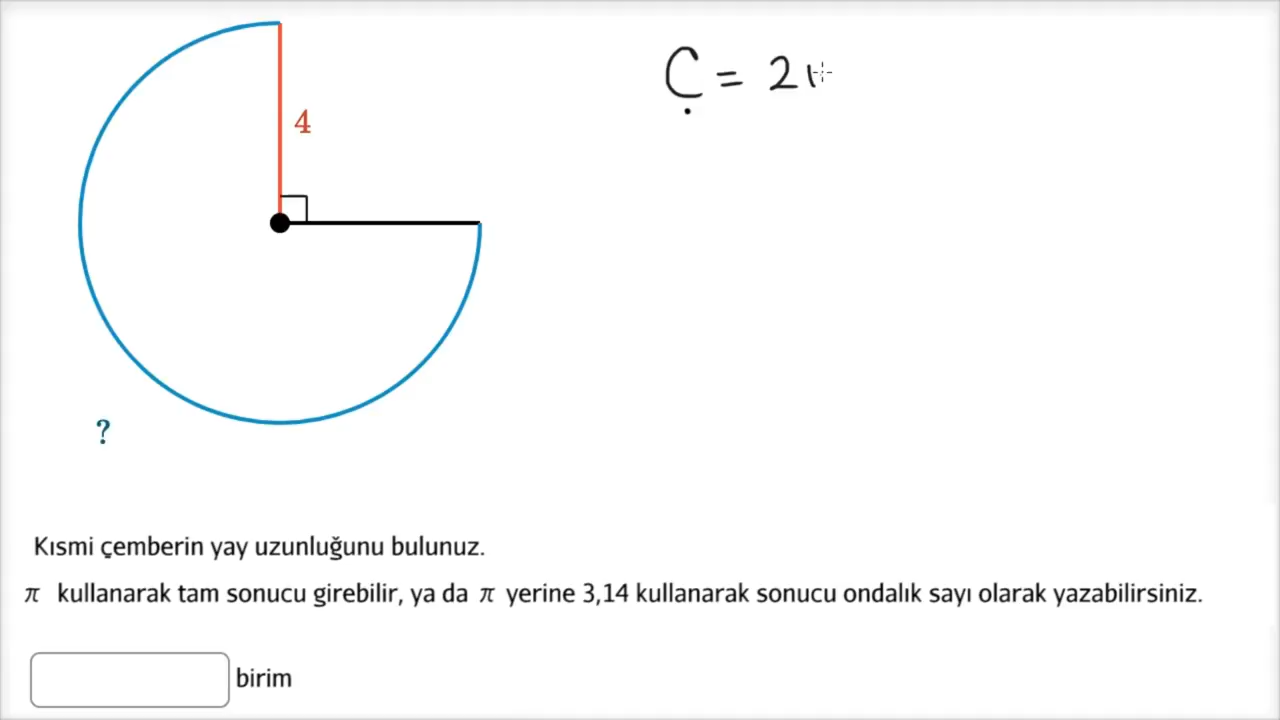 Ç = 2
4
?
Kısmi çemberin yay uzunluğunu bulunuz.
π kullanarak tam sonucu girebilir, ya da π yerine 3,14 kullanarak sonucu ondalık sayı olarak yazabilirsiniz.
birim